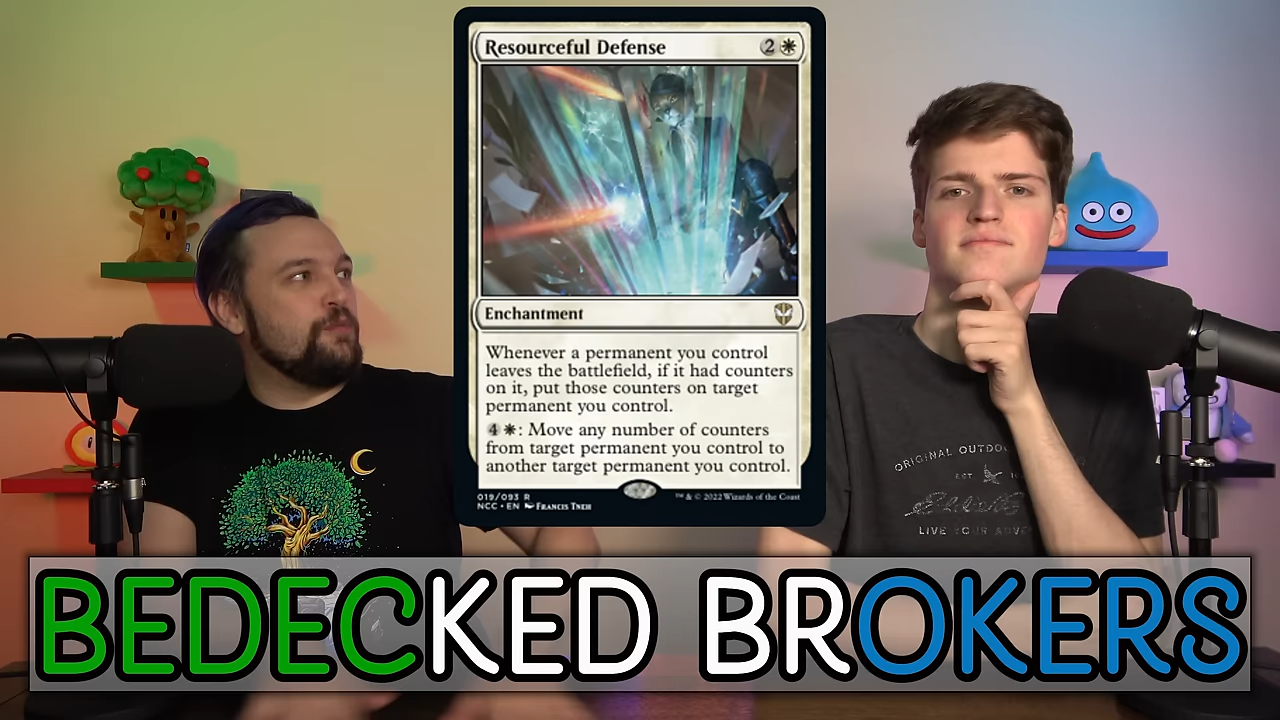 Resourceful Defense 2
Enchantment
Whenever a permanent you control
leaves the battlefield, if it had counters
on it, put those counters on target
permanent you control.
4 : Move any number of counters
from target permanent you control to
another target permanent you control.
019/093 R
NCC • EN FRANCIS TNEH
™ & © 2022 Wizards of the Coast
ORIGINAL OUTDOO
EST
LIVE YOUR ADVE
BEDECKED BROKERS